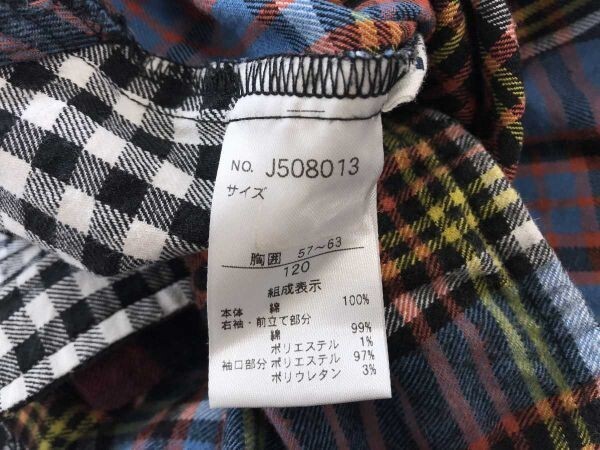 NO. J508013
サイズ
胸囲 57～63
120
組成表示
本体 綿 100%
右袖・前立て部分
綿 99%
ポリエステル 1%
袖口部分 ポリエステル 97%
ポリウレタン 3%